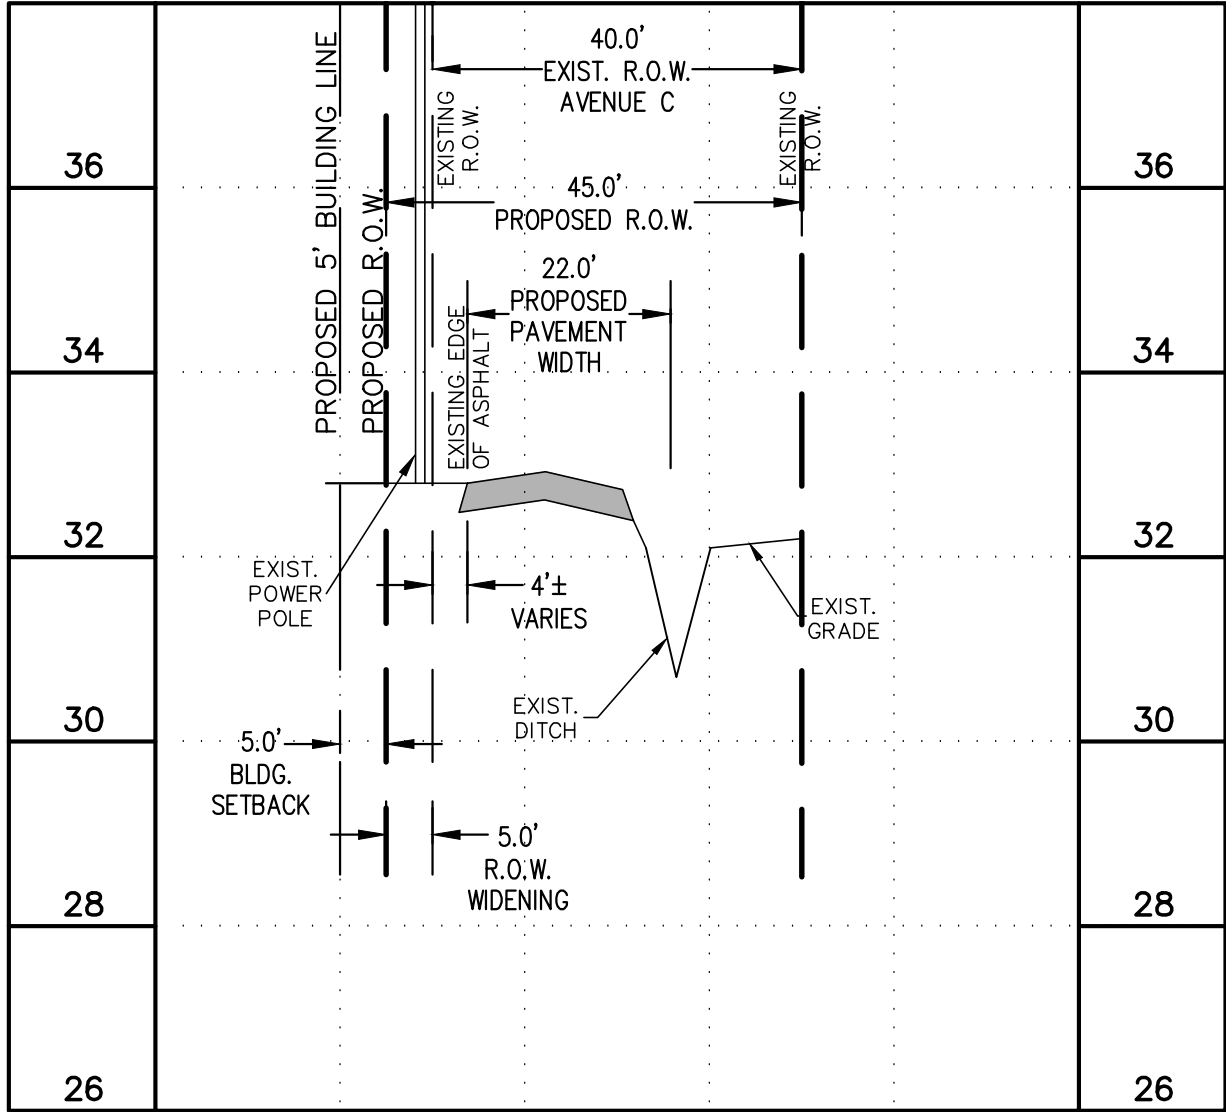 40.0'
EXIST. R.O.W.
AVENUE C
PROPOSED 5' BUILDING LINE
PROPOSED R.O.W.
EXISTING
R.O.W.
EXISTING
R.O.W.
36
36
45.0'
PROPOSED R.O.W.
22.0'
PROPOSED
PAVEMENT
WIDTH
EXISTING EDGE
OF ASPHALT
34
34
32
32
EXIST.
POWER
POLE
4'±
VARIES
EXIST.
GRADE
EXIST.
DITCH
30
30
5.0'
BLDG.
SETBACK
5.0'
R.O.W.
WIDENING
28
28
26
26